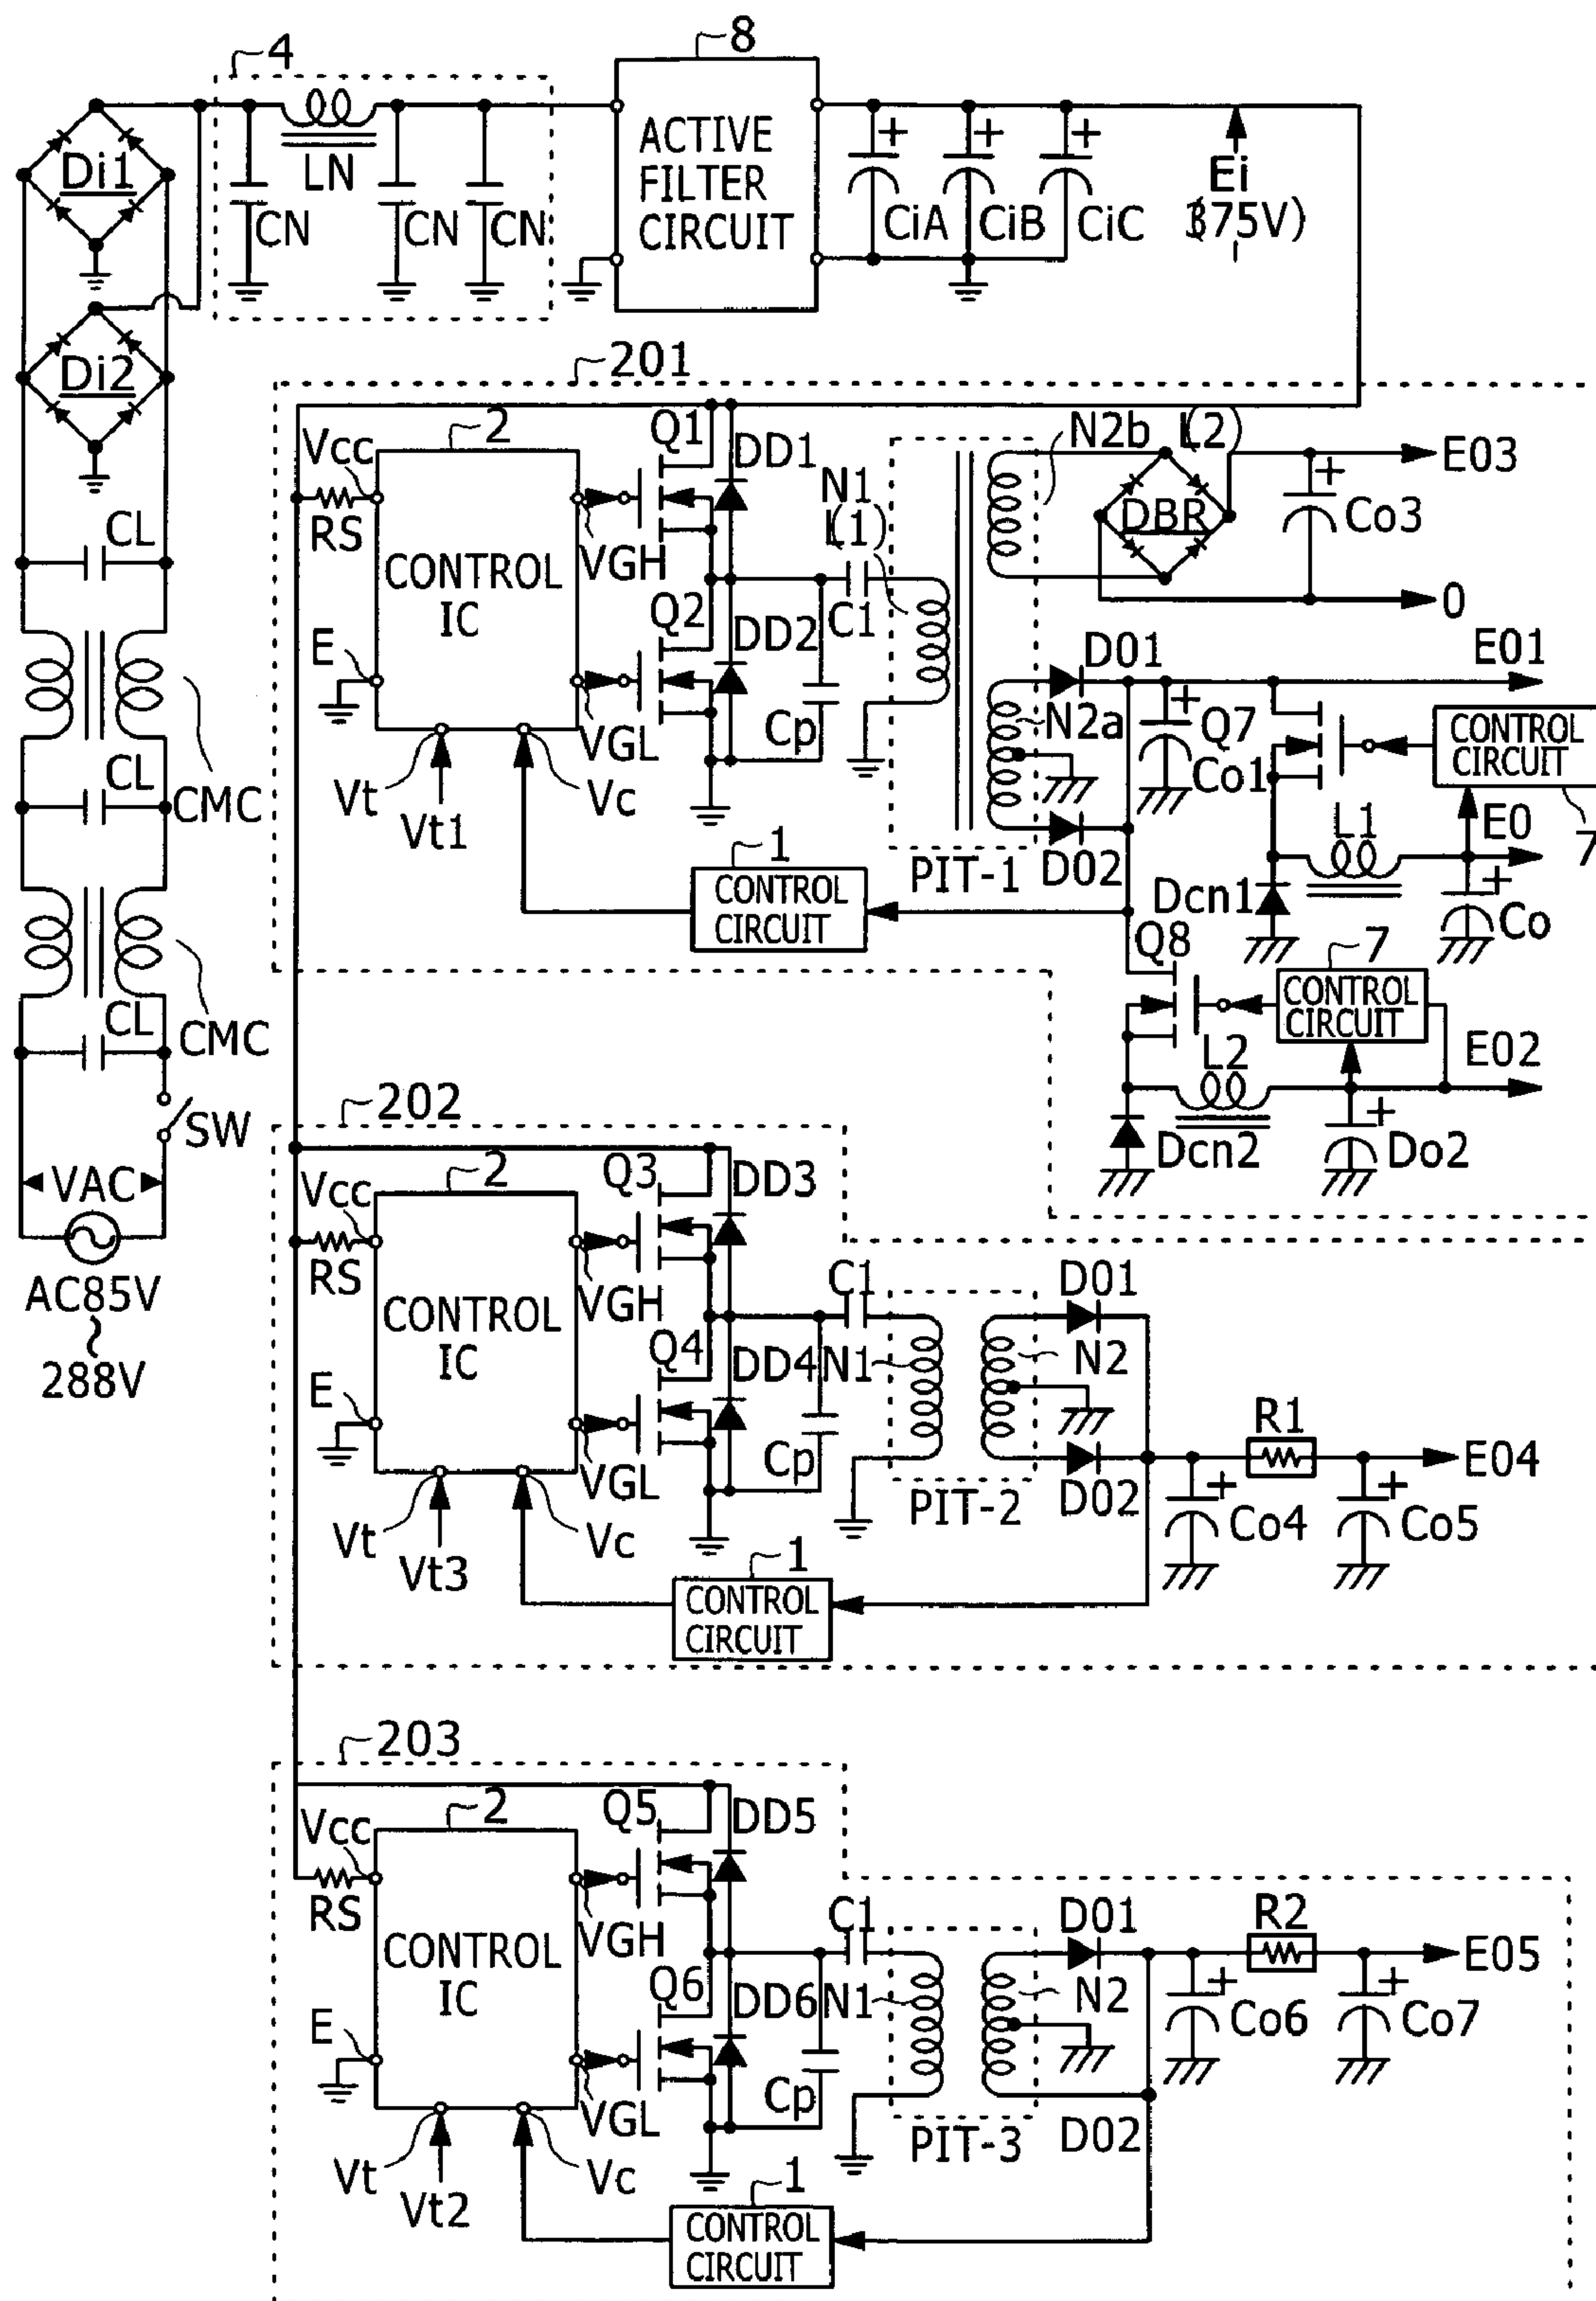 4
8
Di1
LN
CN
CN
CN
ACTIVE
FILTER
CIRCUIT
CiA
CiB
CiC
Ei
(375V)
Di2
201
Vcc
2
Q1
DD1
N2b
(L2)
E03
RS
CONTROL
IC
VGH
N1
(L1)
DBR
Co3
CL
0
E
Q2
DD2
C1
D01
E01
VGL
Cp
N2a
Q7
Co1
CONTROL
CIRCUIT
7
CL
CMC
Vt
Vt1
Vc
1
CONTROL
CIRCUIT
PIT-1
D02
L1
E0
Dcn1
Co
Q8
7
CONTROL
CIRCUIT
CL
CMC
L2
E02
SW
202
Dcn2
Do2
VAC
AC85V
~
288V
Vcc
2
Q3
DD3
RS
CONTROL
IC
VGH
C1
D01
E
Q4
DD4
N1
N2
VGL
Cp
PIT-2
D02
R1
E04
Co4
Co5
Vt
Vt3
Vc
1
CONTROL
CIRCUIT
203
Vcc
2
Q5
DD5
RS
CONTROL
IC
VGH
C1
D01
R2
E05
E
Q6
DD6
N1
N2
Co6
Co7
VGL
Cp
PIT-3
D02
Vt
Vt2
Vc
1
CONTROL
CIRCUIT